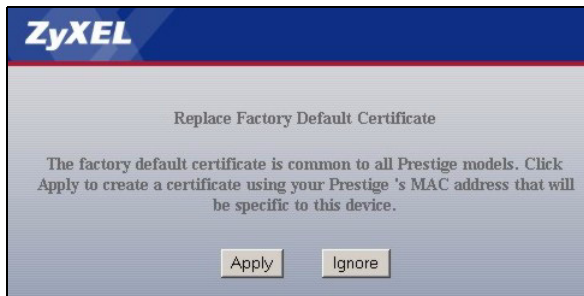 ZyXEL
Replace Factory Default Certificate
The factory default certificate is common to all Prestige models. Click
Apply to create a certificate using your Prestige 's MAC address that will
be specific to this device.
Apply Ignore